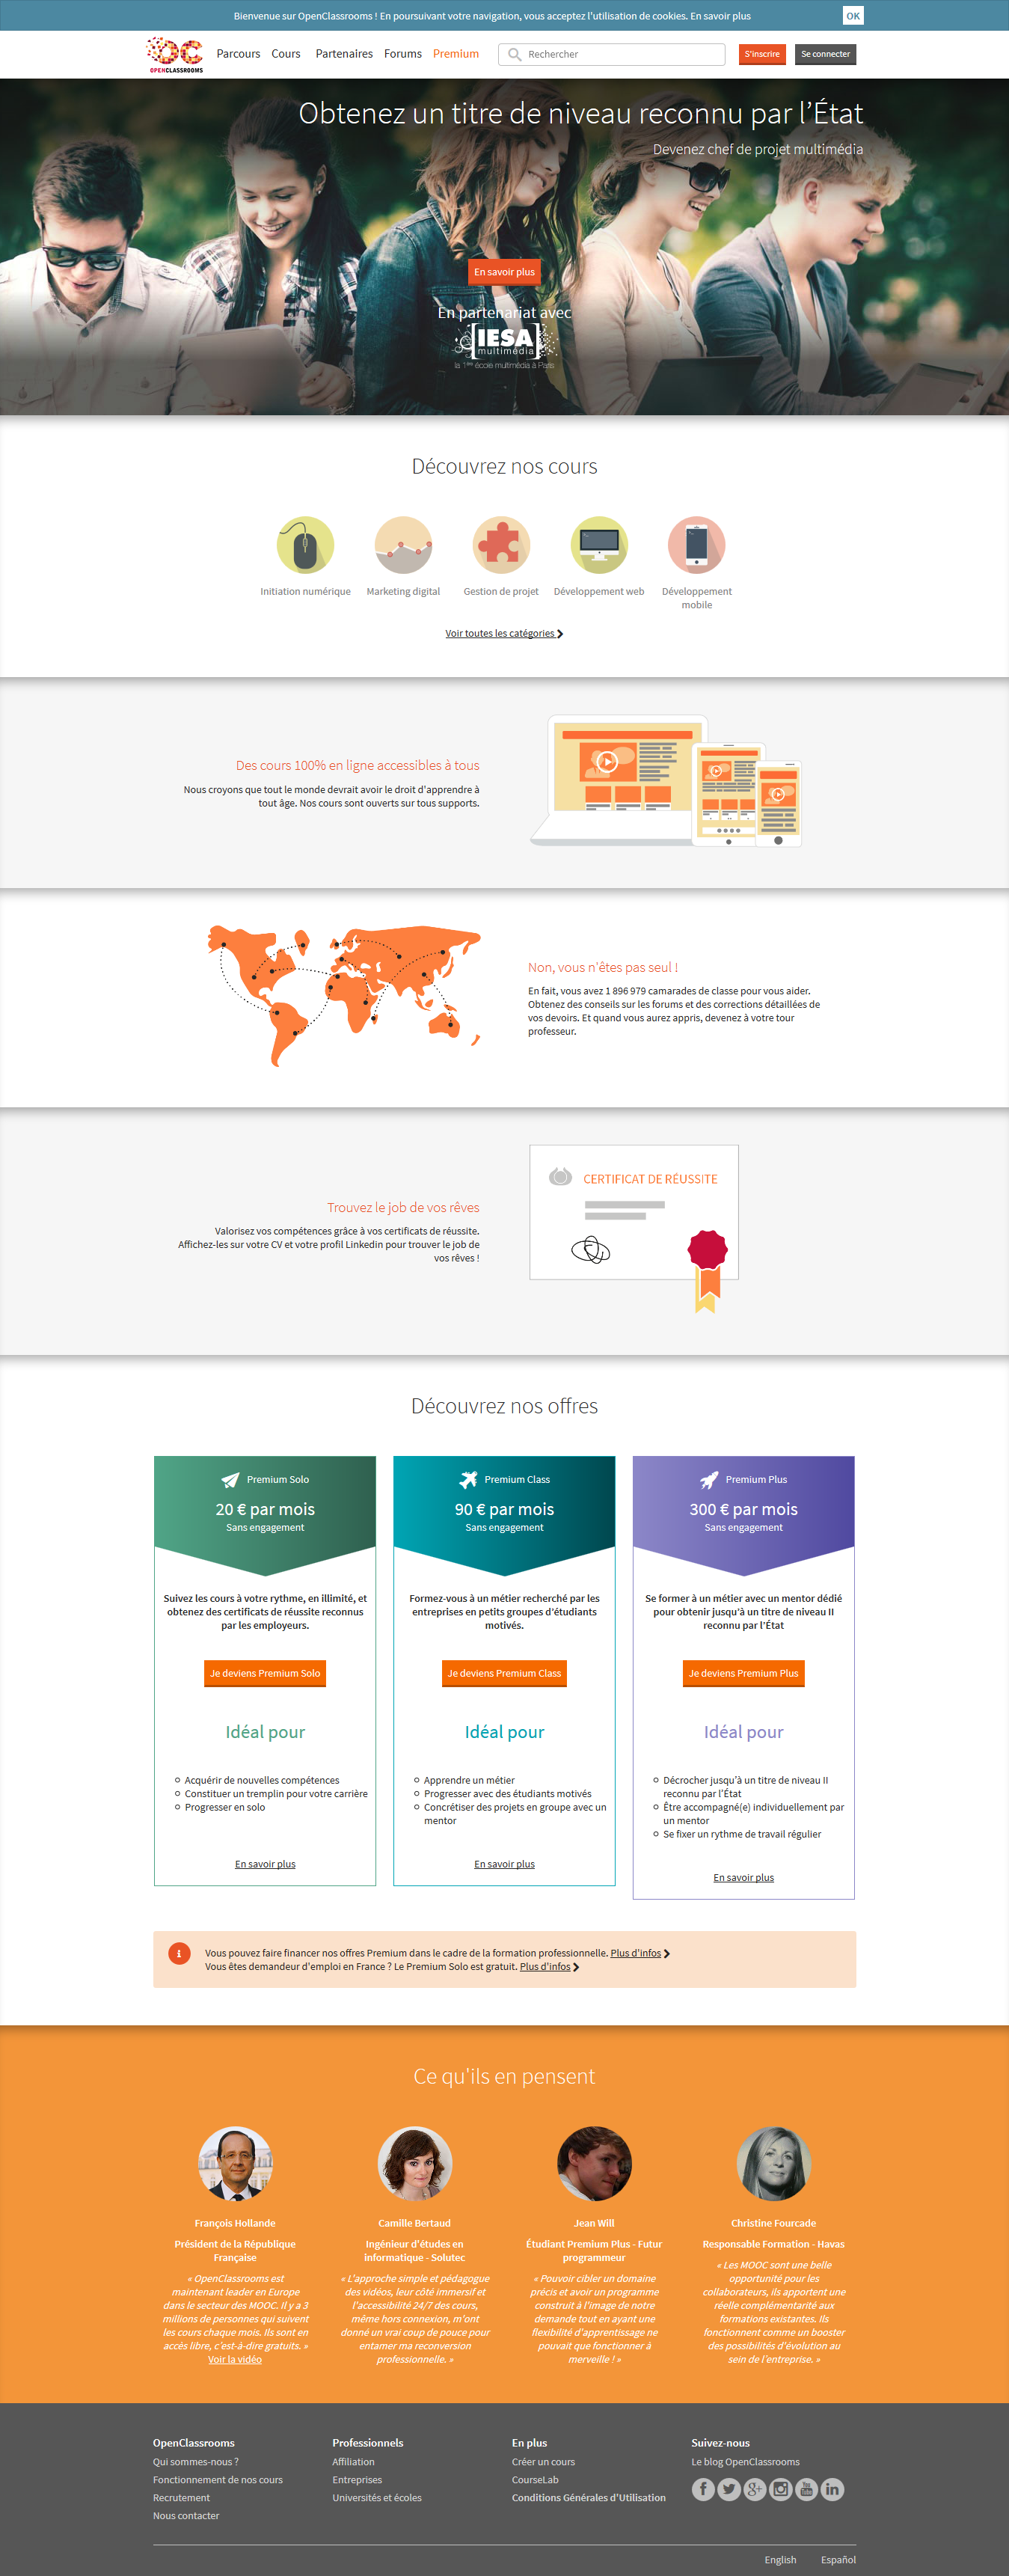 Bienvenue sur OpenClassrooms ! En poursuivant votre navigation, vous acceptez l'utilisation de cookies. En savoir plus
OK
OPENCLASSROOMS
Parcours Cours Partenaires Forums Premium
Rechercher
S'inscrire
Se connecter
Obtenez un titre de niveau reconnu par l'État
Devenez chef de projet multimédia
En savoir plus
En partenariat avec
[IESA]
multimédia
la 1ère école multimédia à Paris
Découvrez nos cours
Initiation numérique
Marketing digital
Gestion de projet
Développement web
Développement
mobile
Voir toutes les catégories
Des cours 100% en ligne accessibles à tous
Nous croyons que tout le monde devrait avoir le droit d'apprendre à
tout âge. Nos cours sont ouverts sur tous supports.
Non, vous n'êtes pas seul !
En fait, vous avez 1 896 979 camarades de classe pour vous aider.
Obtenez des conseils sur les forums et des corrections détaillées de
vos devoirs. Et quand vous aurez appris, devenez à votre tour
professeur.
CERTIFICAT DE RÉUSSITE
Trouvez le job de vos rêves
Valorisez vos compétences grâce à vos certificats de réussite.
Affichez-les sur votre CV et votre profil Linkedin pour trouver le job de
vos rêves !
Découvrez nos offres
Premium Solo
20 € par mois
Sans engagement
Suivez les cours à votre rythme, en illimité, et
obtenez des certificats de réussite reconnus
par les employeurs.
Je deviens Premium Solo
Idéal pour
Acquérir de nouvelles compétences
Constituer un tremplin pour votre carrière
Progresser en solo
En savoir plus
Premium Class
90 € par mois
Sans engagement
Formez-vous à un métier recherché par les
entreprises en petits groupes d'étudiants
motivés.
Je deviens Premium Class
Idéal pour
Apprendre un métier
Progresser avec des étudiants motivés
Concrétiser des projets en groupe avec un
mentor
En savoir plus
Premium Plus
300 € par mois
Sans engagement
Se former à un métier avec un mentor dédié
pour obtenir jusqu'à un titre de niveau II
reconnu par l'État
Je deviens Premium Plus
Idéal pour
Décrocher jusqu'à un titre de niveau II
reconnu par l'État
Être accompagné(e) individuellement par
un mentor
Se fixer un rythme de travail régulier
En savoir plus
Vous pouvez faire financer nos offres Premium dans le cadre de la formation professionnelle. Plus d'infos
Vous êtes demandeur d'emploi en France ? Le Premium Solo est gratuit. Plus d'infos
Ce qu'ils en pensent
François Hollande
Président de la République
Française
« OpenClassrooms est
maintenant leader en Europe
dans le secteur des MOOC. Il y a 3
millions de personnes qui suivent
les cours chaque mois. Ils sont en
accès libre, c'est-à-dire gratuits. »
Voir la vidéo
Camille Bertaud
Ingénieur d'études en
informatique - Solutec
« L'approche simple et pédagogue
des vidéos, leur côté immersif et
l'accessibilité 24/7 des cours,
même hors connexion, m'ont
donné un vrai coup de pouce pour
entamer ma reconversion
professionnelle. »
Jean Will
Étudiant Premium Plus - Futur
programmeur
« Pouvoir cibler un domaine
précis et avoir un programme
construit à l'image de notre
demande tout en ayant une
flexibilité d'apprentissage ne
pouvait que fonctionner à
merveille ! »
Christine Fourcade
Responsable Formation - Havas
« Les MOOC sont une belle
opportunité pour les
collaborateurs, ils apportent une
réelle complémentarité aux
formations existantes. Ils
fonctionnent comme un booster
des possibilités d'évolution au
sein de l'entreprise. »
OpenClassrooms
Qui sommes-nous ?
Fonctionnement de nos cours
Recrutement
Nous contacter
Professionnels
Affiliation
Entreprises
Universités et écoles
En plus
Créer un cours
CourseLab
Conditions Générales d'Utilisation
Suivez-nous
Le blog OpenClassrooms
English Español